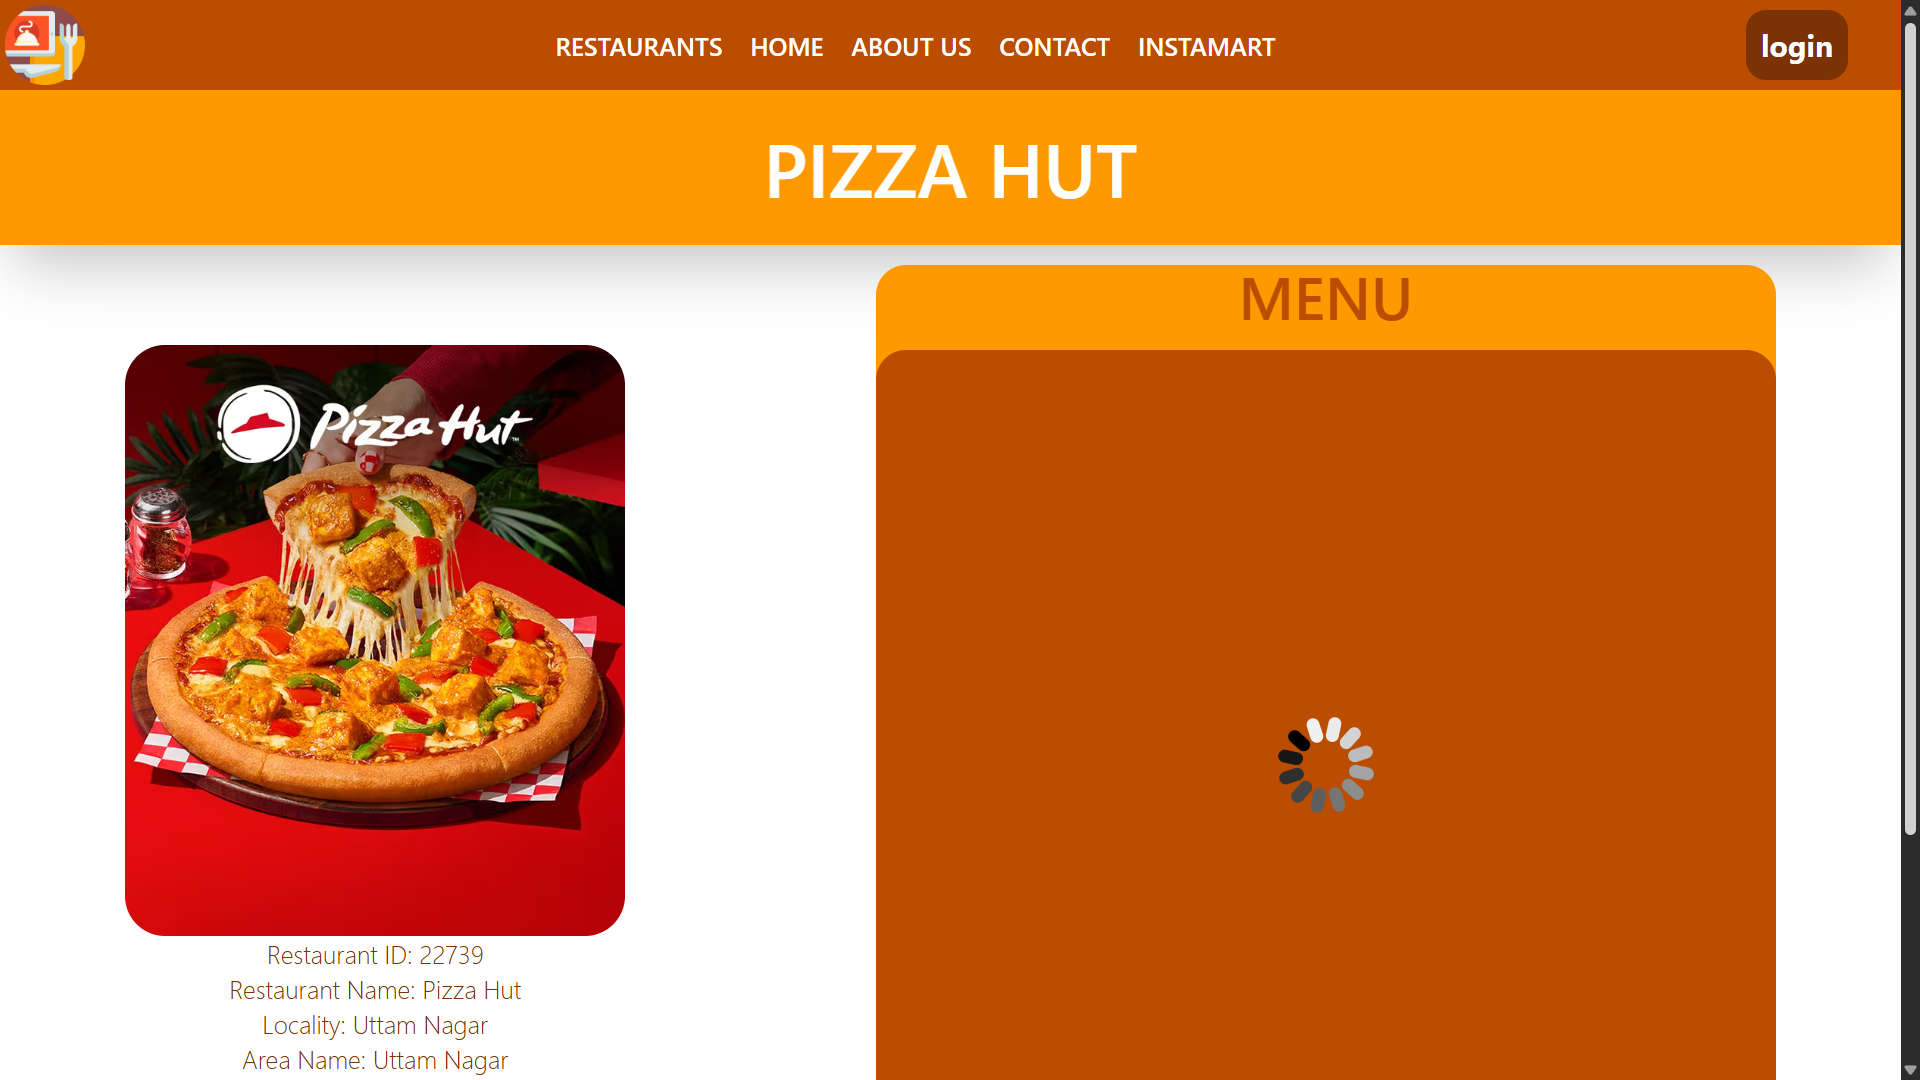 RESTAURANTS HOME ABOUT US CONTACT INSTAMART login
PIZZA HUT
MENU
Pizza Hut
Restaurant ID: 22739
Restaurant Name: Pizza Hut
Locality: Uttam Nagar
Area Name: Uttam Nagar